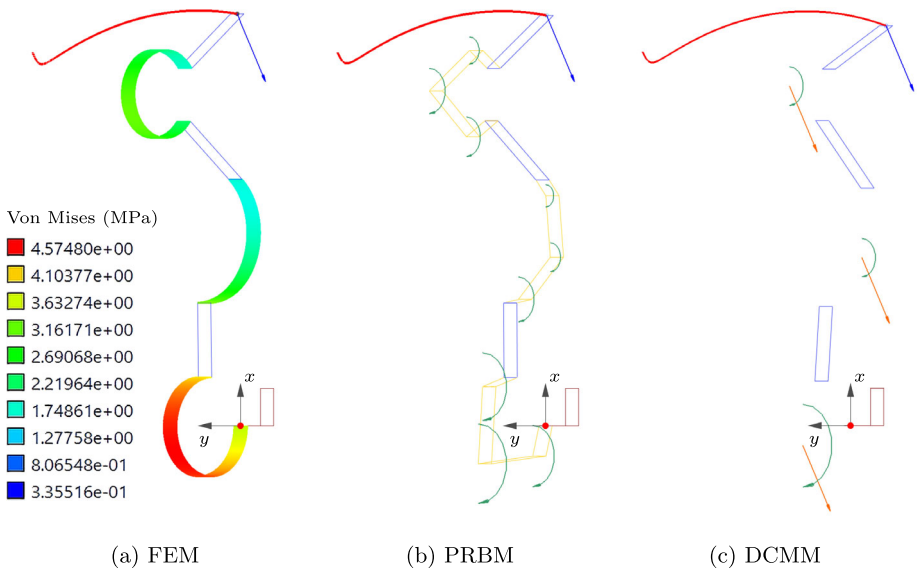 Von Mises (MPa)
4.57480e+00
4.10377e+00
3.63274e+00
3.16171e+00
2.69068e+00
2.21964e+00
1.74861e+00
1.27758e+00
8.06548e-01
3.35516e-01
x
y
x
y
x
y
(a) FEM
(b) PRBM
(c) DCMM